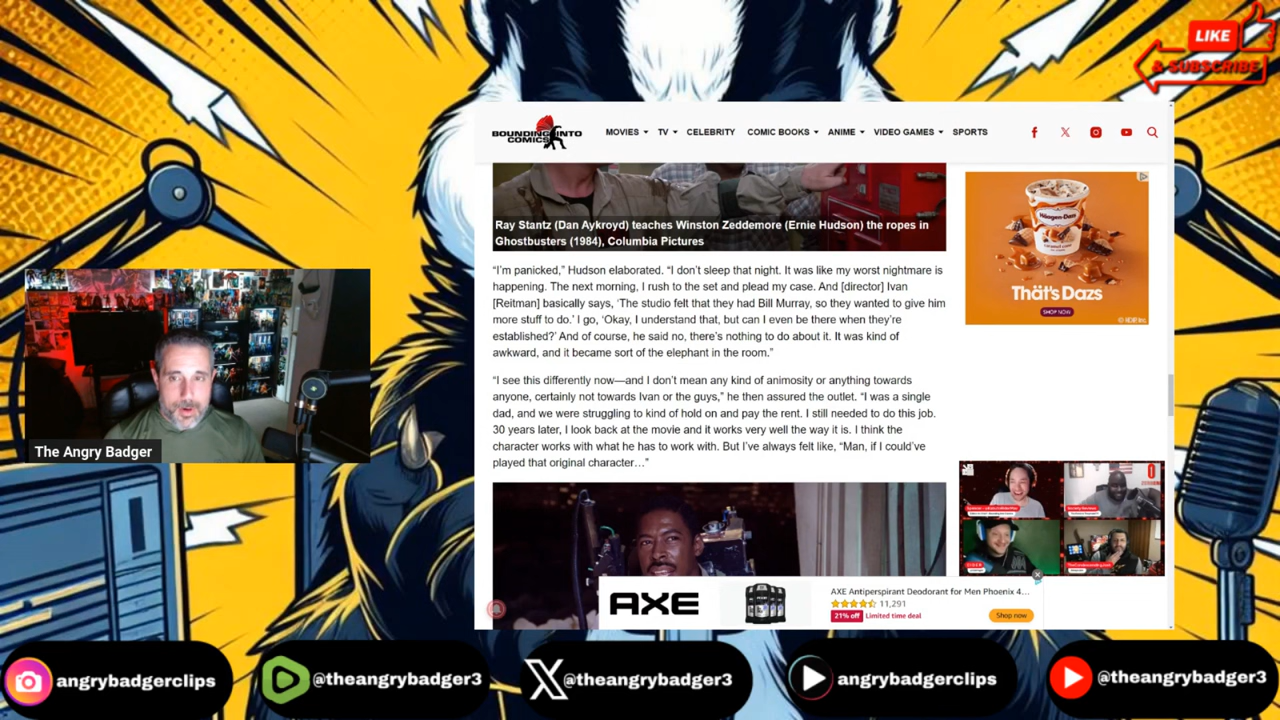 LIKE
& SUBSCRIBE
BOUNDING INTO
COMICS
MOVIES
TV
CELEBRITY
COMIC BOOKS
ANIME
VIDEO GAMES
SPORTS
Ray Stantz (Dan Aykroyd) teaches Winston Zeddemore (Ernie Hudson) the ropes in
Ghostbusters (1984), Columbia Pictures
“I’m panicked,” Hudson elaborated. “I don’t sleep that night. It was like my worst nightmare is
happening. The next morning, I rush to the set and plead my case. And [director] Ivan
[Reitman] basically says, ‘The studio felt that they had Bill Murray, so they wanted to give him
more stuff to do.’ I go, ‘Okay, I understand that, but can I even be there when they’re
established?’ And of course, he said no, there’s nothing to do about it. It was kind of
awkward, and it became sort of the elephant in the room.”
“I see this differently now—and I don’t mean any kind of animosity or anything towards
anyone, certainly not towards Ivan or the guys,” he then assured the outlet. “I was a single
dad, and we were struggling to kind of hold on and pay the rent. I still needed to do this job.
30 years later, I look back at the movie and it works very well the way it is. I think the
character works with what he has to work with. But I’ve always felt like, “Man, if I could’ve
played that original character…”
Häagen-Dazs
Thät's Dazs
SHOP NOW
The Angry Badger
AXE
AXE Antiperspirant Deodorant for Men Phoenix 4...
11,291
21% off Limited time deal
Shop now
angrybadgerclips
@theangrybadger3
@theangrybadger3
angrybadgerclips
@theangrybadger3